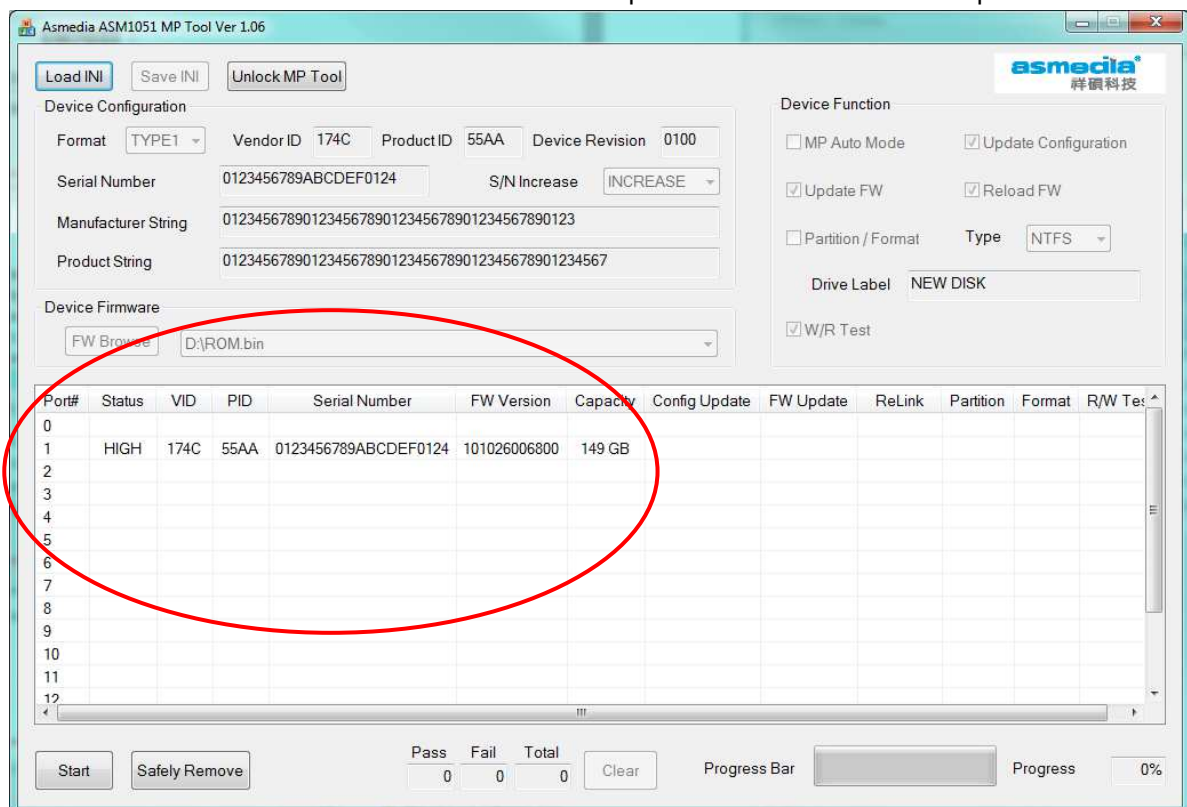 Asmedia ASM1051 MP Tool Ver 1.06
Load INI Save INI Unlock MP Tool
asmedia
祥碩科技
Device Configuration
Format TYPE1 Vendor ID 174C Product ID 55AA Device Revision 0100
Serial Number 0123456789ABCDEF0124 S/N Increase INCREASE
Manufacturer String 012345678901234567890123456789012345678890123
Product String 0123456789012345678901234567890123456789012345678901234567
Device Function
MP Auto Mode Update Configuration
Update FW Reload FW
Partition / Format Type NTFS
Drive Label NEW DISK
W/R Test
Device Firmware
FW Browse D:\ROM.bin
Port# Status VID PID Serial Number FW Version Capacity Config Update FW Update ReLink Partition Format R/W Tes
0
1 HIGH 174C 55AA 0123456789ABCDEF0124 101026006800 149 GB
2
3
4
5
6
7
8
9
10
11
12
Start Safely Remove
Pass Fail Total
0 0 0
Clear Progress Bar Progress 0%